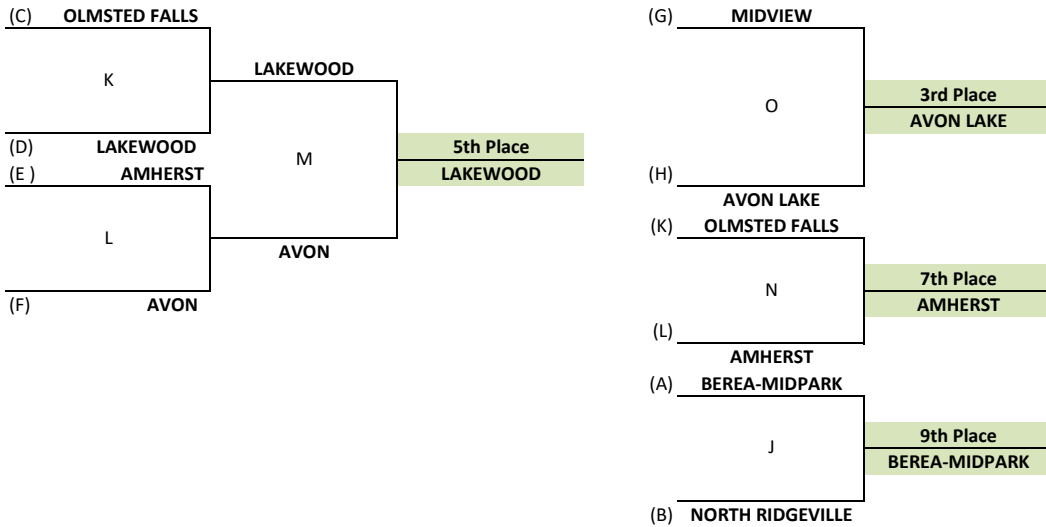 (C) OLMSTED FALLS
K
LAKEWOOD
(D) LAKEWOOD
M
5th Place
LAKEWOOD
(E ) AMHERST
L
AVON
(F) AVON
(G) MIDVIEW
O
3rd Place
AVON LAKE
(H)
AVON LAKE
(K) OLMSTED FALLS
N
7th Place
AMHERST
(L)
AMHERST
(A) BEREA-MIDPARK
J
9th Place
BEREA-MIDPARK
(B) NORTH RIDGEVILLE